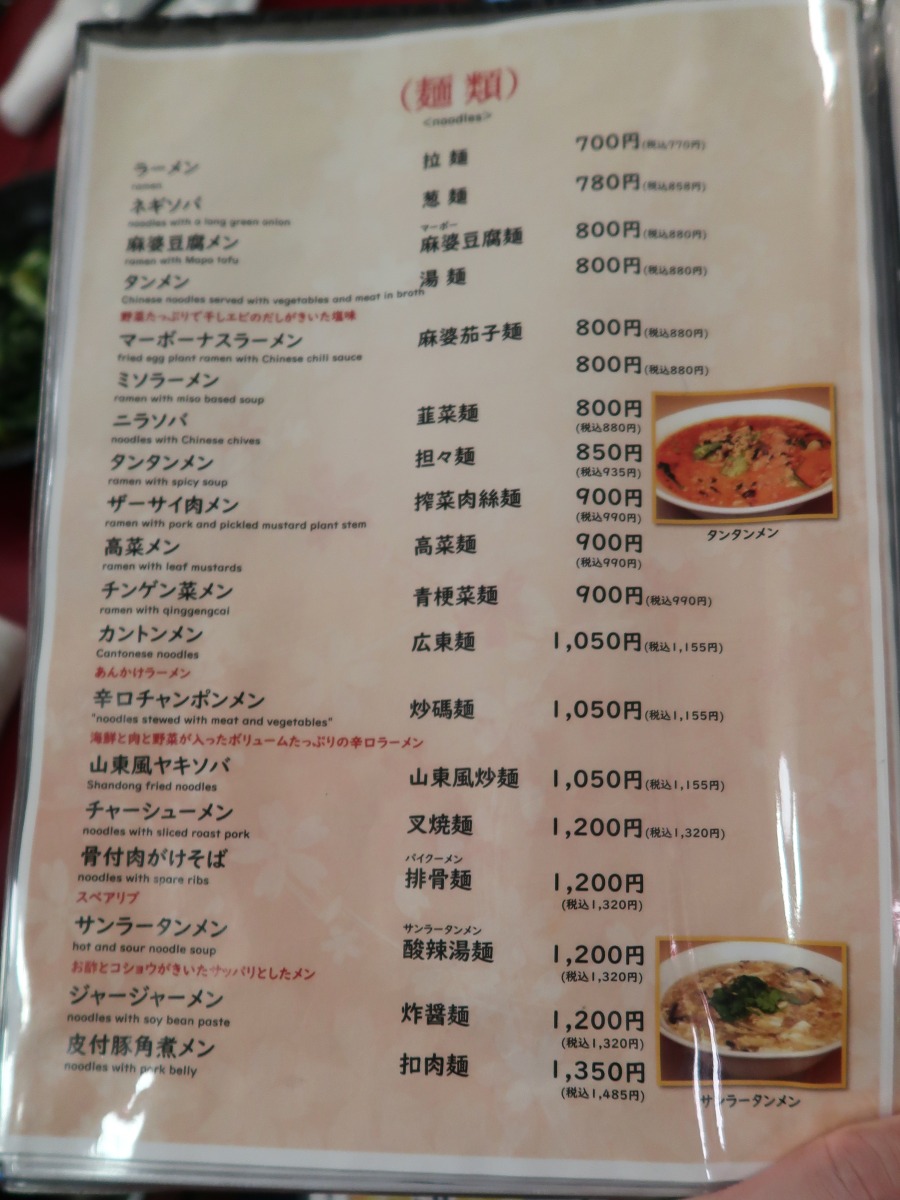 (麺類)
<noodles>
ラーメン 拉麺 700円(税込770円)
ramen
ネギソバ 葱麺 780円(税込858円)
noodles with a long green onion
マーボー
麻婆豆腐メン 麻婆豆腐麺 800円(税込880円)
ramen with Mapo tofu
タンメン 湯麺 800円(税込880円)
Chinese noodles served with vegetables and meat in broth
野菜たっぷりで干しエビのだしがきいた塩味
マーボーナスラーメン 麻婆茄子麺 800円(税込880円)
fried egg plant ramen with Chinese chili sauce
ミソラーメン 800円(税込880円)
ramen with miso based soup
ニラソバ 韮菜麺 800円
(税込880円)
noodles with Chinese chives
タンタンメン 担々麺 850円
(税込935円)
ramen with spicy soup
ザーサイ肉メン 搾菜肉絲麺 900円
(税込990円)
ramen with pork and pickled mustard plant stem
タンタンメン
高菜メン 高菜麺 900円
(税込990円)
ramen with leaf mustards
チンゲン菜メン 青梗菜麺 900円(税込990円)
ramen with qinggengcai
カントンメン 広東麺 1,050円(税込1,155円)
Cantonese noodles
あんかけラーメン
辛口チャンポンメン 炒碼麺 1,050円(税込1,155円)
"noodles stewed with meat and vegetables"
海鮮と肉と野菜が入ったボリュームたっぷりの辛口ラーメン
山東風ヤキソバ 山東風炒麺 1,050円(税込1,155円)
Shandong fried noodles
チャーシューメン 叉焼麺 1,200円(税込1,320円)
noodles with sliced roast pork
パイクーメン
骨付肉がけそば 排骨麺 1,200円
(税込1,320円)
noodles with spare ribs
スペアリブ
サンラータンメン
サンラータンメン 酸辣湯麺 1,200円
(税込1,320円)
hot and sour noodle soup
お酢とコショウがきいたサッパリとしたメン
ジャージャーメン 炸醤麺 1,200円
(税込1,320円)
noodles with soy bean paste
皮付豚角煮メン 扣肉麺 1,350円
(税込1,485円)
noodles with pork belly
サンラータンメン